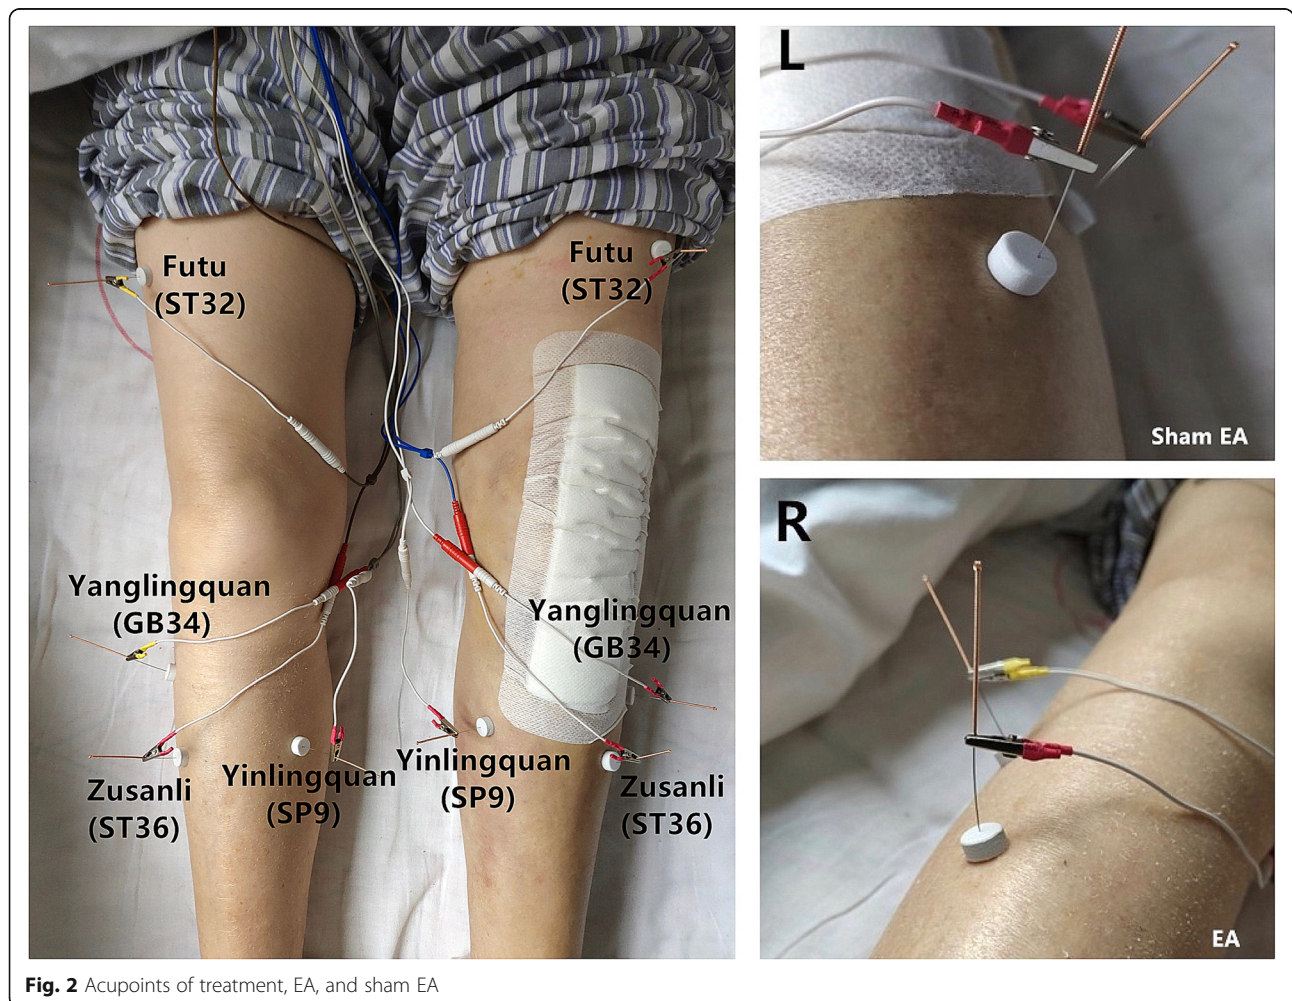 Futu
(ST32)
Futu
(ST32)
Yanglingquan
(GB34)
Yanglingquan
(GB34)
Zusanli
(ST36)
Yinlingquan
(SP9)
Yinlingquan
(SP9)
Zusanli
(ST36)
L
Sham EA
R
EA
Fig. 2 Acupoints of treatment, EA, and sham EA